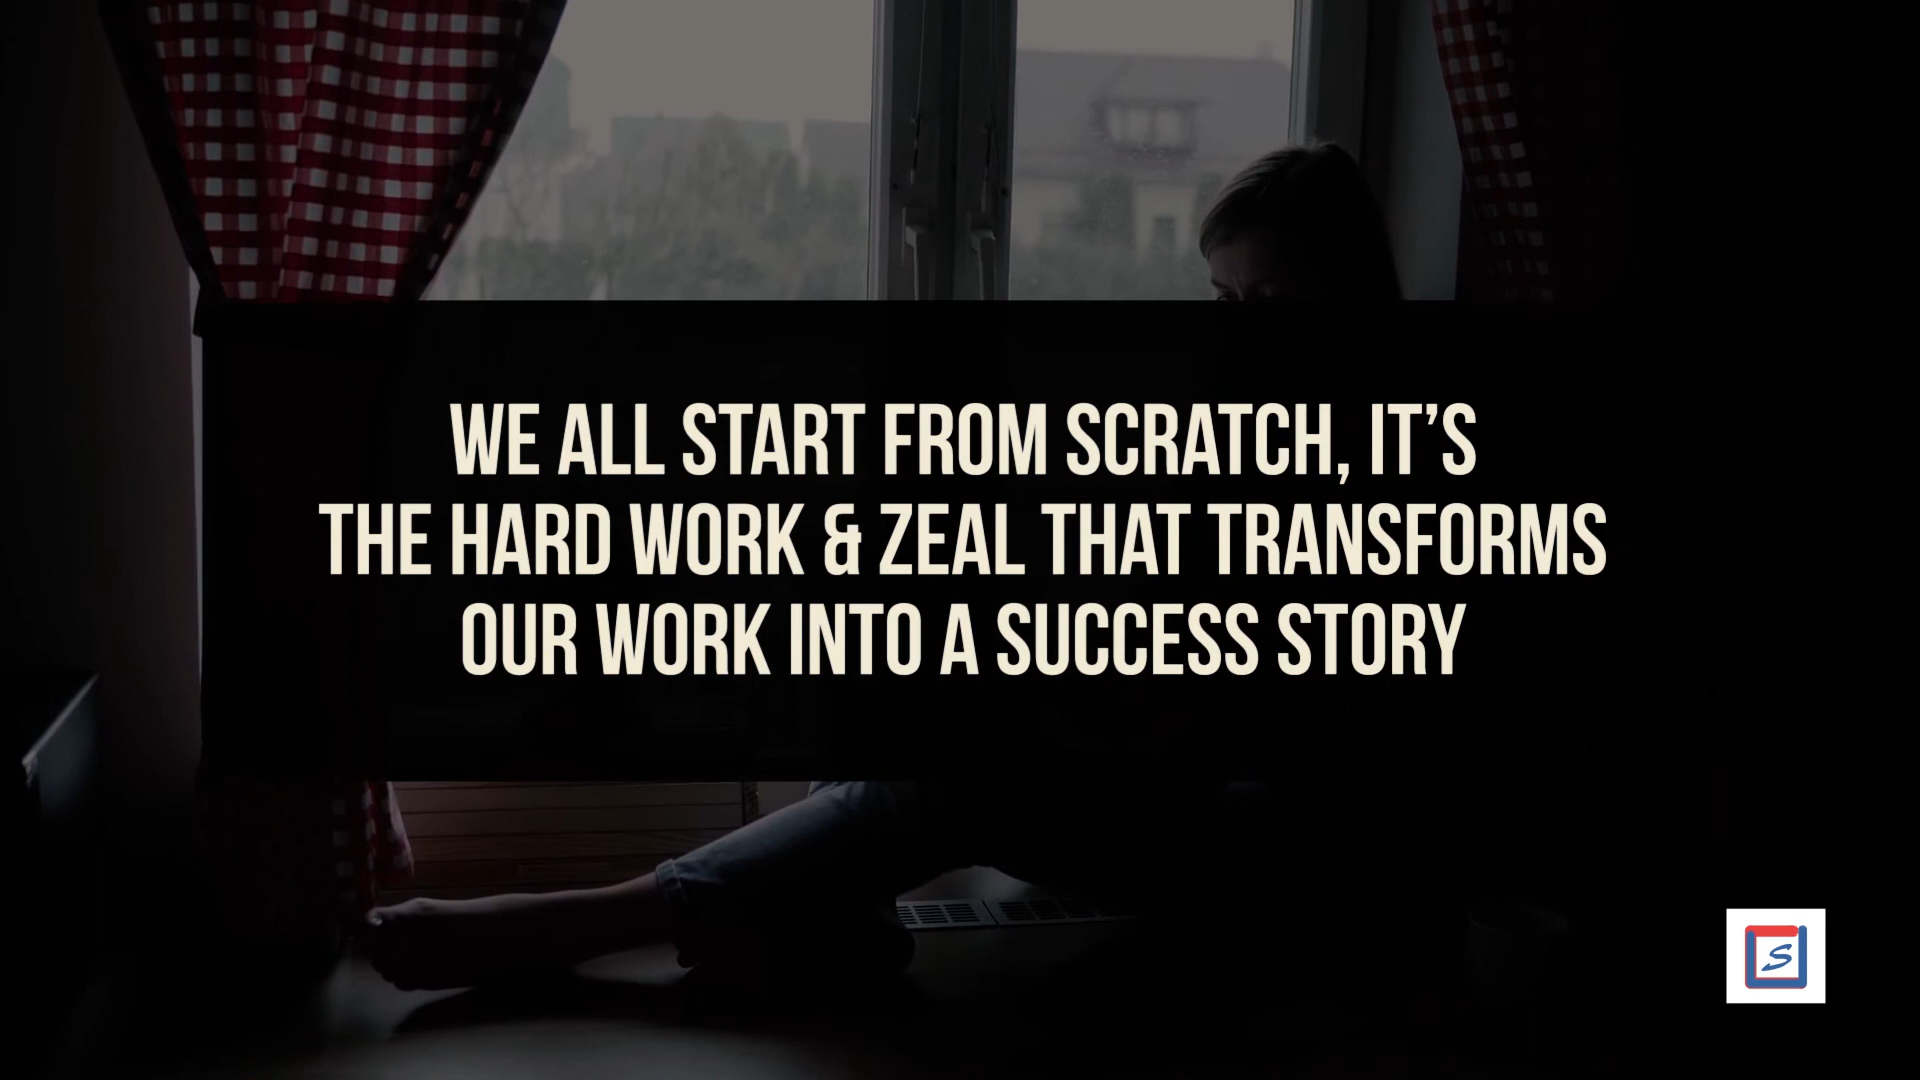 WE ALL START FROM SCRATCH, IT’S
THE HARD WORK & ZEAL THAT TRANSFORMS
OUR WORK INTO A SUCCESS STORY
S